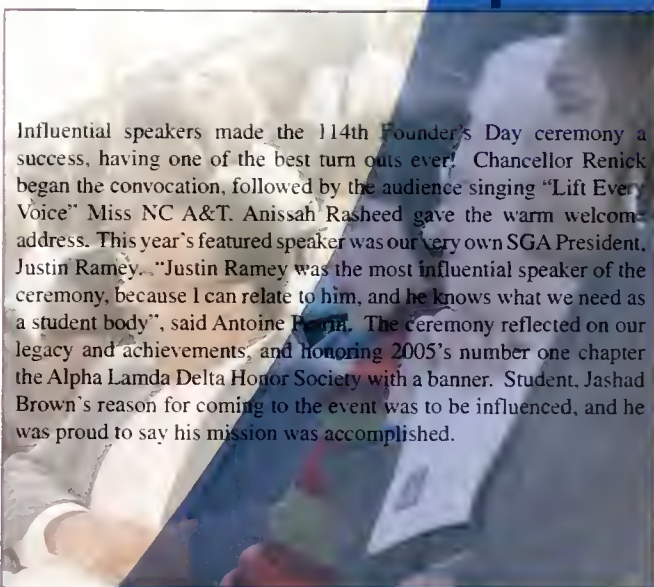 Influential speakers made the 114th Founder's Day ceremony a
success, having one of the best turn outs ever! Chancellor Renick
began the convocation, followed by the audience singing "Lift Every
Voice" Miss NC A&T. Anissah Rasheed gave the warm welcome
address. This year's featured speaker was our very own SGA President,
Justin Ramey. "Justin Ramey was the most influential speaker of the
ceremony, because I can relate to him, and he knows what we need as
a student body", said Antoine The ceremony reflected on our
legacy and achievements, and honoring 2005's number one chapter
the Alpha Lamda Delta Honor Society with a banner. Student, Jashad
Brown's reason for coming to the event was to be influenced, and he
was proud to say his mission was accomplished.